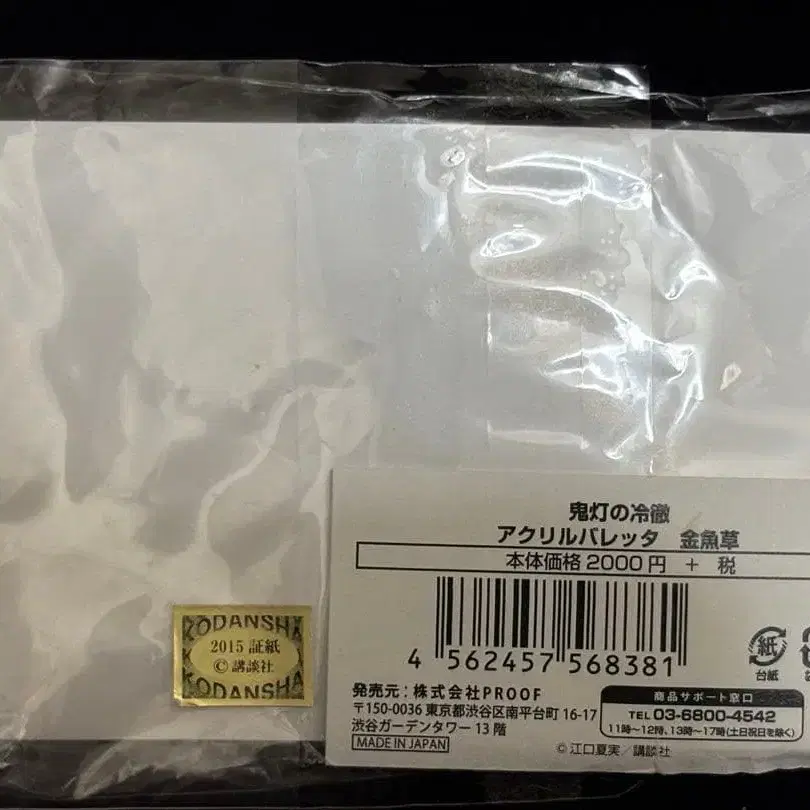 鬼灯の冷徹
アクリルバレッタ 金魚草
本体価格2000円 + 税
4 562457 568381
紙
台紙
発売元:株式会社PROOF
〒150-0036 東京都渋谷区南平台町 16-17
渋谷ガーデンタワー 13階
MADE IN JAPAN
商品サポート窓口
TEL 03-6800-4542
11時~12時、13時~17時(土日祝日を除く)
©江口夏実/講談社
KODANSHA
2015 証紙
©講談社
KODANSHA